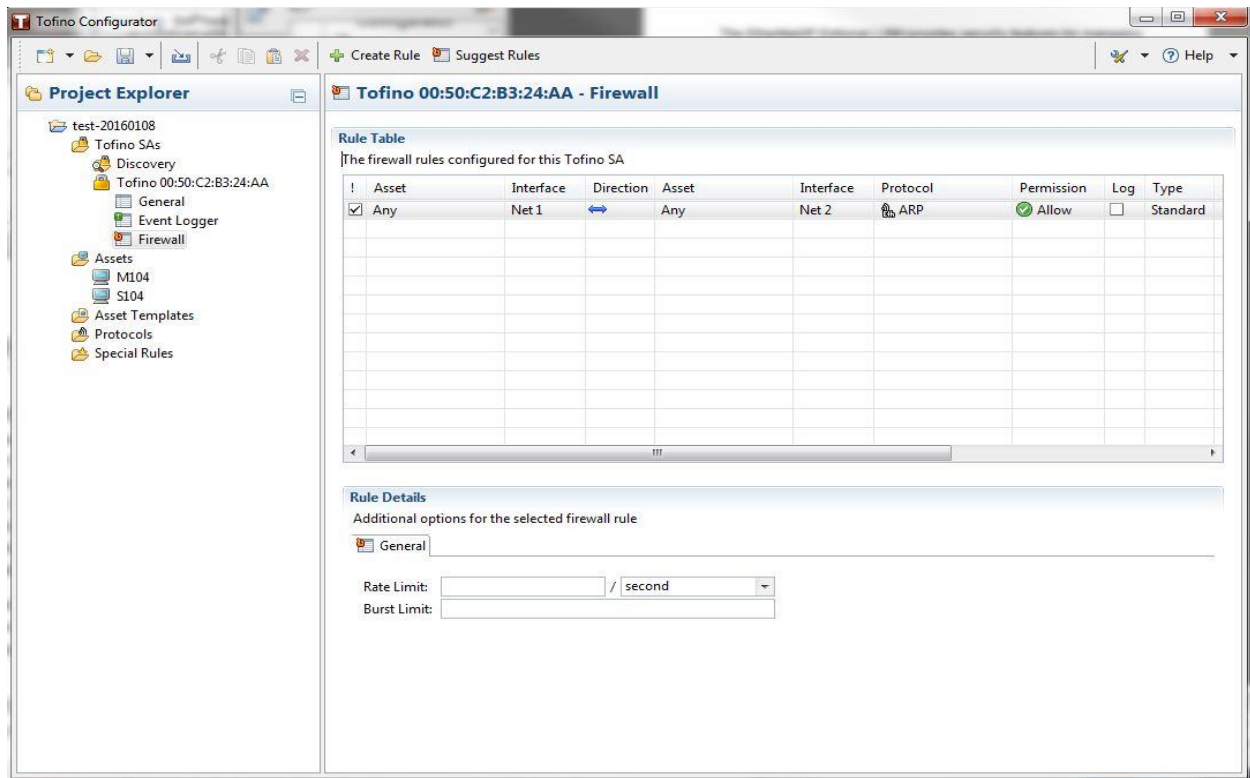 Tofino Configurator
Create Rule Suggest Rules Help
Project Explorer
test-20160108
Tofino SAs
Discovery
Tofino 00:50:C2:B3:24:AA
General
Event Logger
Firewall
Assets
M104
S104
Asset Templates
Protocols
Special Rules
Tofino 00:50:C2:B3:24:AA - Firewall
Rule Table
The firewall rules configured for this Tofino SA
! Asset Interface Direction Asset Interface Protocol Permission Log Type
Any Net 1 Any Net 2 ARP Allow Standard
Rule Details
Additional options for the selected firewall rule
General
Rate Limit: / second
Burst Limit: